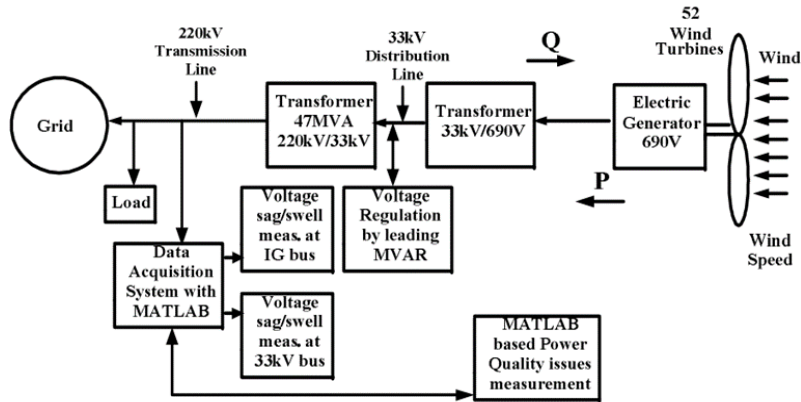 52
Wind
Turbines
220kV
Transmission
Line
33kV
Distribution
Line
Q
Wind
Grid
Transformer
47MVA
220kV/33kV
Transformer
33kV/690V
Electric
Generator
690V
P
Load
Voltage
sag/swell
meas. at
IG bus
Voltage
Regulation
by leading
MVAR
Wind
Speed
Data
Acquisition
System with
MATLAB
Voltage
sag/swell
meas. at
33kV bus
MATLAB
based Power
Quality issues
measurement